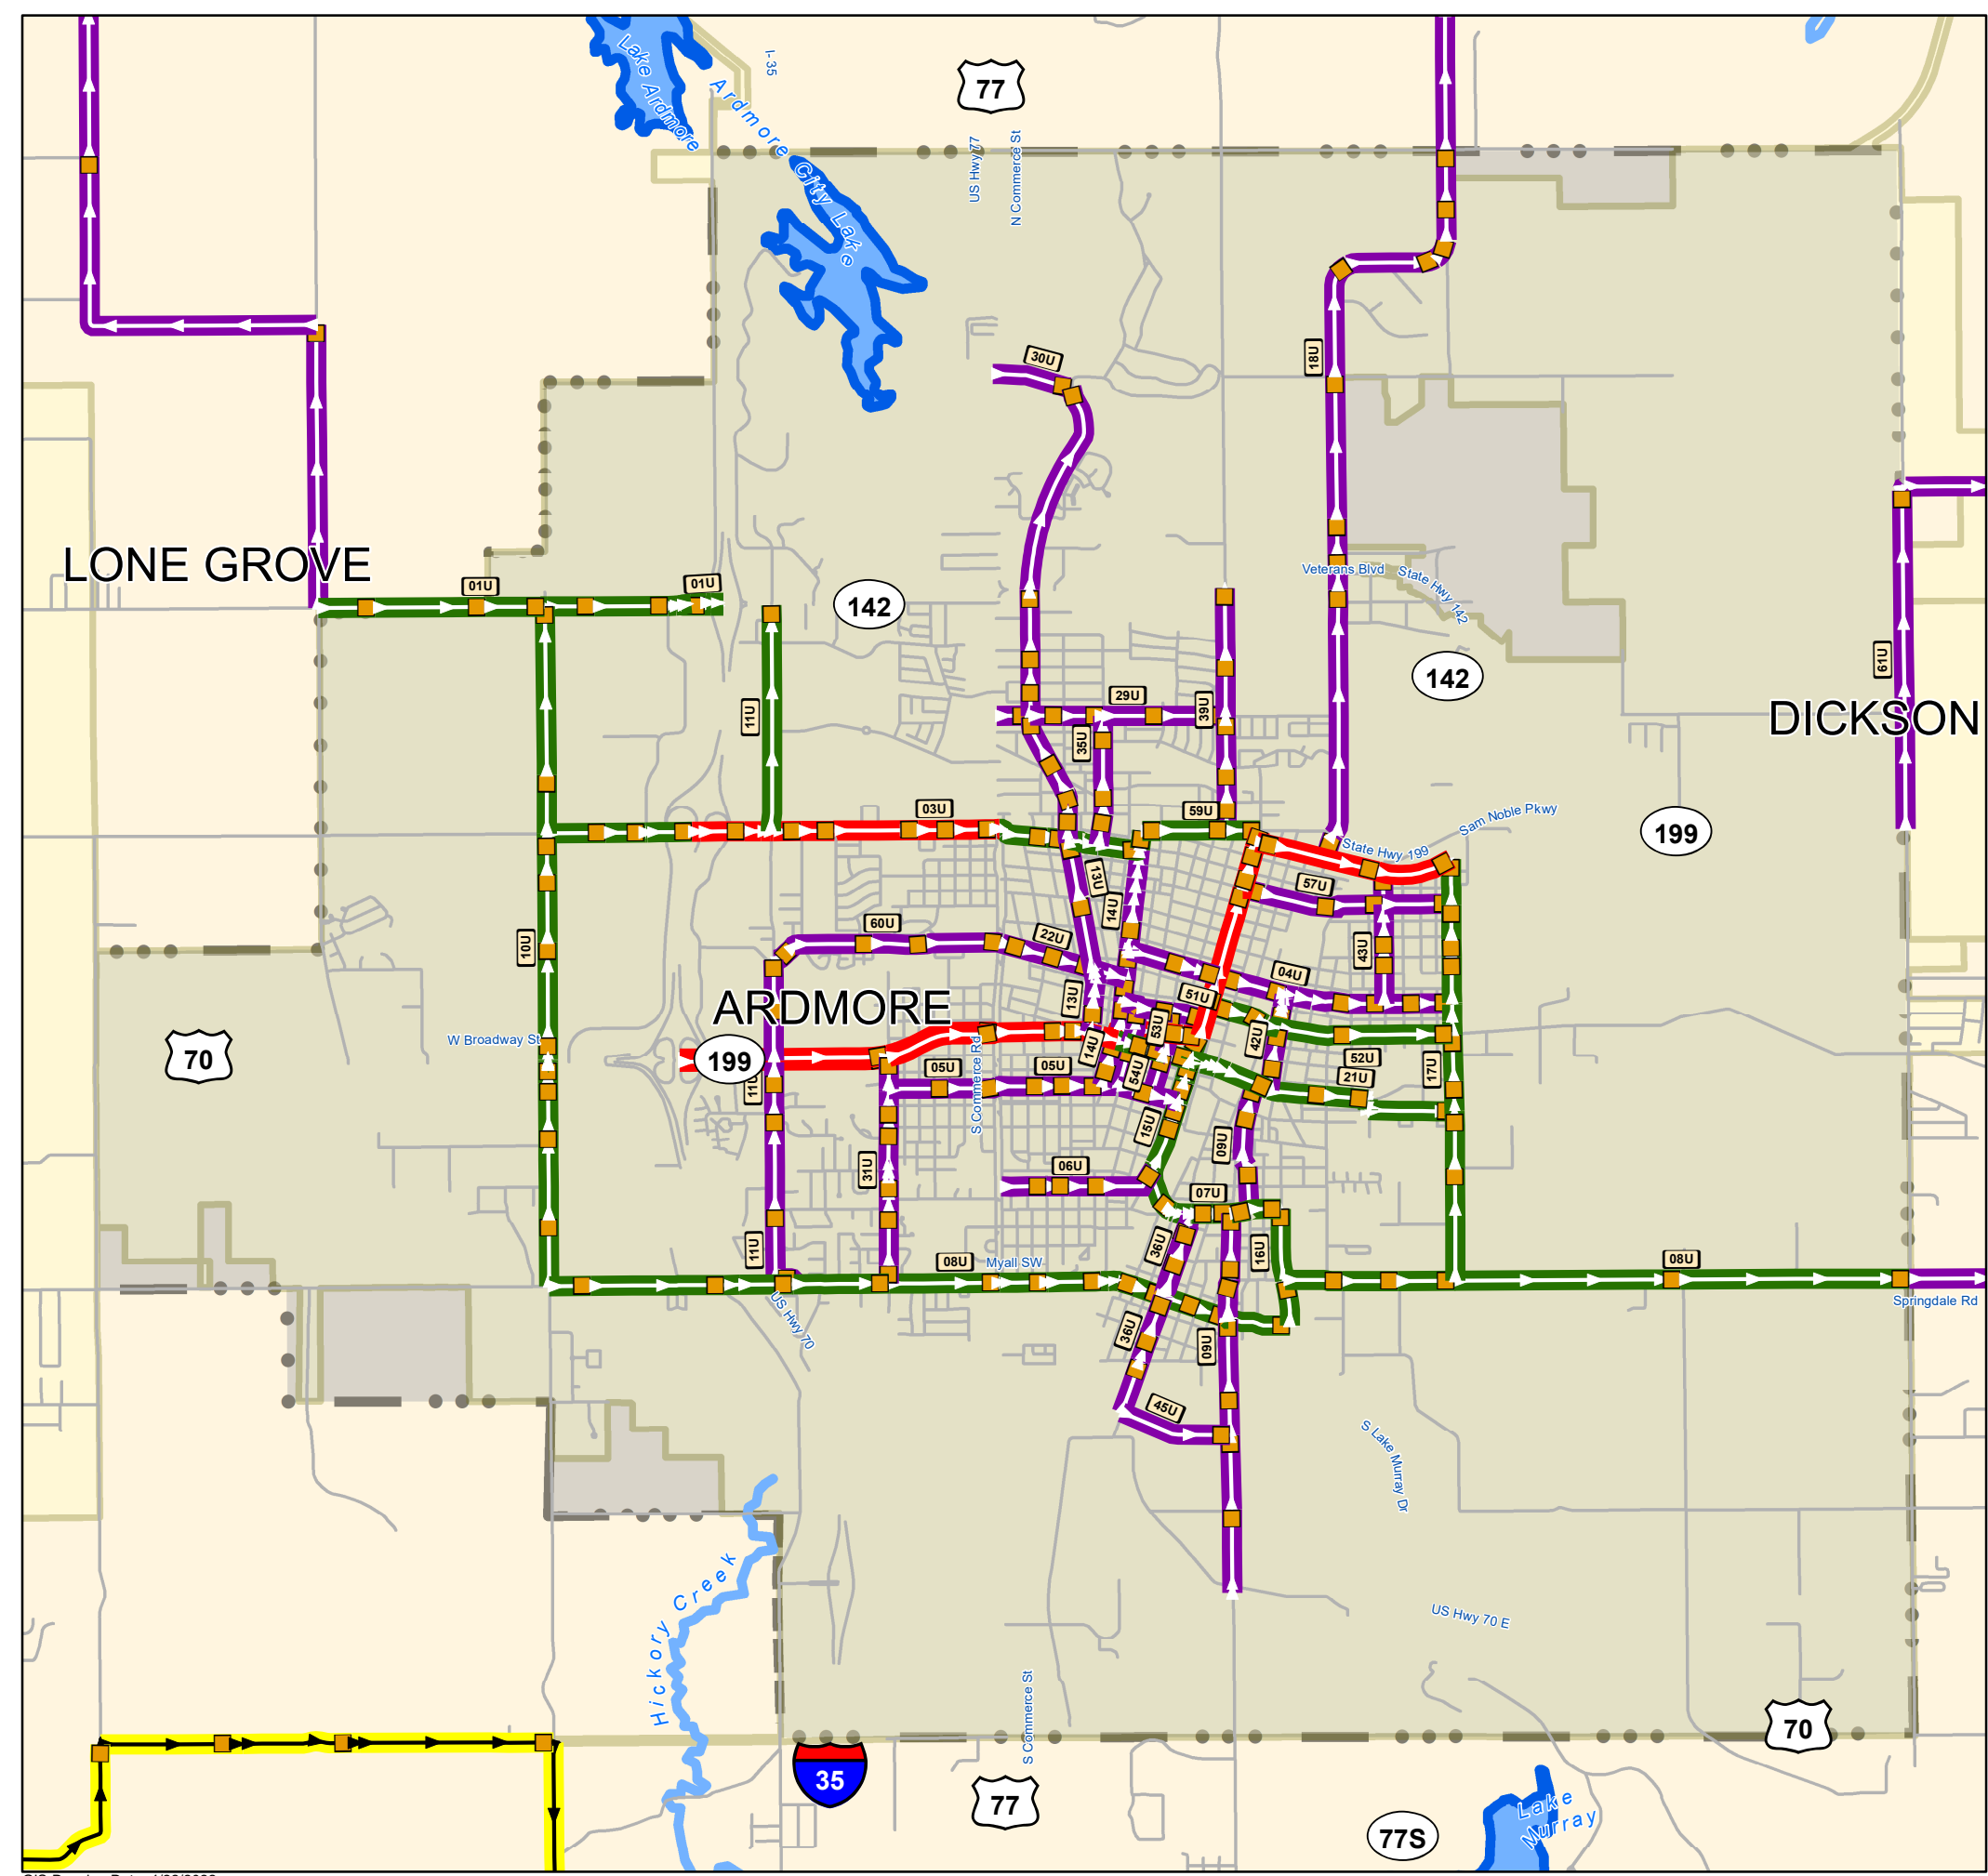 Lake Ardmore
I-35
77
Ardmore City Lake
US Hwy 77
N Commerce St
30U
18U
LONE GROVE
01U
01U
142
Veterans Blvd
State Hwy 142
142
61U
DICKSON
11U
29U
39U
35U
03U
59U
Sam Noble Pkwy
State Hwy 199
199
13U
14U
57U
10U
60U
22U
43U
04U
ARDMORE
13U
51U
53U
42U
70
W Broadway St
199
11U
S Commerce Rd
05U
05U
14U
54U
52U
21U
17U
15U
09U
31U
06U
07U
11U
08U
Myall SW
36U
16U
08U
Springdale Rd
US Hwy 70
36U
09U
45U
S Lake Murray Dr
Hickory Creek
US Hwy 70 E
S Commerce St
70
35
77
77S
Lake Murray